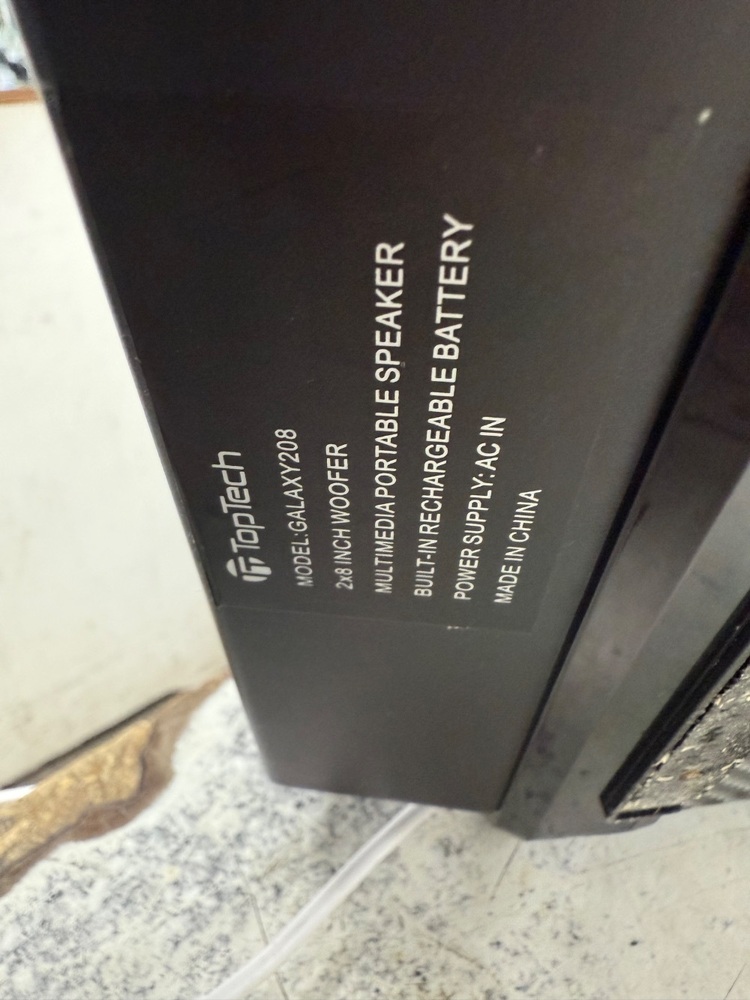 TopTech
MODEL:GALAXY208
2x8 INCH WOOFER
MULTIMEDIA PORTABLE SPEAKER
BUILT-IN RECHARGEABLE BATTERY
POWER SUPPLY: AC IN
MADE IN CHINA